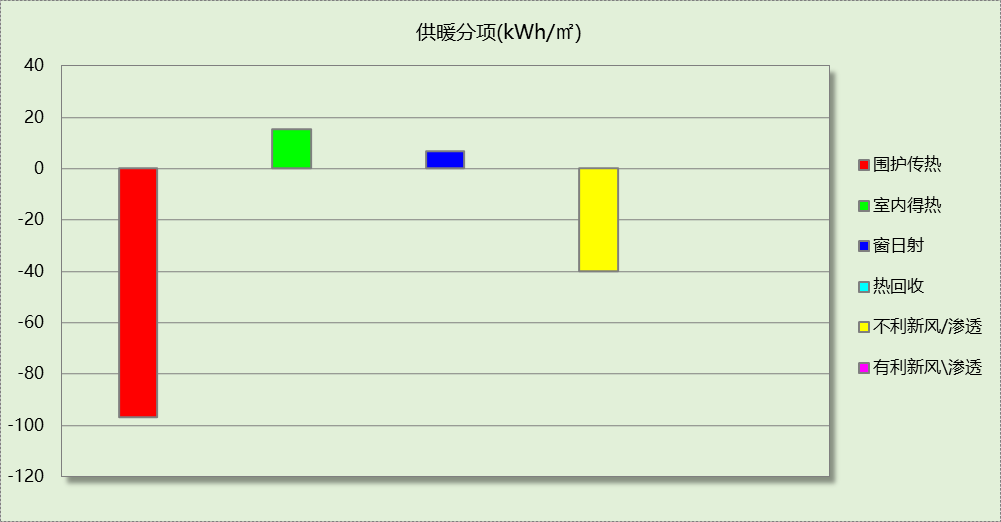 供暖分项(kWh/㎡)
40
20
0
-20
-40
-60
-80
-100
-120
围护传热
室内得热
窗日射
热回收
不利新风/渗透
有利新风\渗透